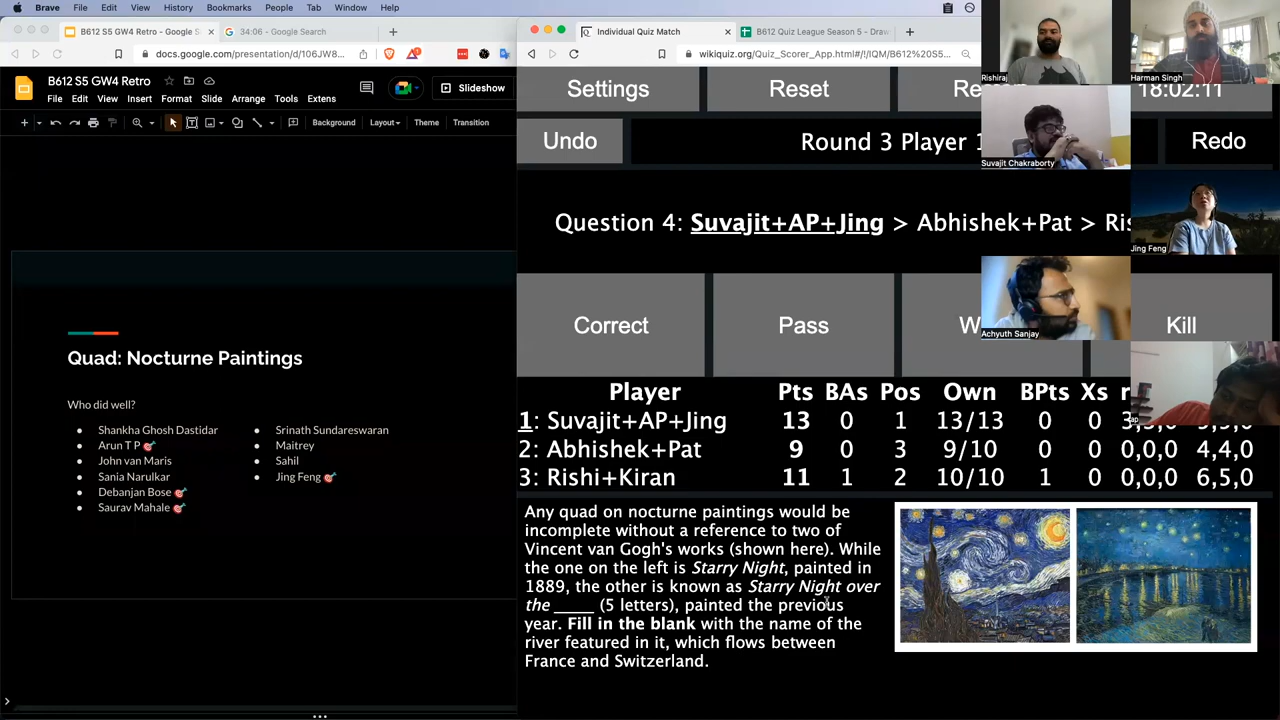 Brave File Edit View History Bookmarks People Tab Window Help
B612 S5 GW4 Retro - Google S
34:06 - Google Search
docs.google.com/presentation/d/106JW8...
B612 S5 GW4 Retro
File Edit View Insert Format Slide Arrange Tools Extens
Slideshow
Background Layout Theme Transition
Quad: Nocturne Paintings
Who did well?
Shankha Ghosh Dastidar
Arun T P
John van Maris
Sania Narulkar
Debanjan Bose
Saurav Mahale
Srinath Sundareswaran
Maitrey
Sahil
Jing Feng
Individual Quiz Match
B612 Quiz League Season 5 - Draw
wikiquiz.org/Quiz_Scorer_App.html#/!/IQM/B612%20S5...
Settings Reset 18:02:11
Undo Round 3 Player 1 Redo
Question 4: Suvajit+AP+Jing > Abhishek+Pat > Ris
Correct Pass W Kill
Player Pts BAs Pos Own BPts Xs r
1: Suvajit+AP+Jing 13 0 1 13/13 0 0
2: Abhishek+Pat 9 0 3 9/10 0 0 0,0,0 4,4,0
3: Rishi+Kiran 11 1 2 10/10 1 0 0,0,0 6,5,0
Any quad on nocturne paintings would be
incomplete without a reference to two of
Vincent van Gogh's works (shown here). While
the one on the left is Starry Night, painted in
1889, the other is known as Starry Night over
the _____ (5 letters), painted the previous
year. Fill in the blank with the name of the
river featured in it, which flows between
France and Switzerland.
Rishiraj
Harman Singh
Suvajit Chakraborty
Jing Feng
Achyuth Sanjay